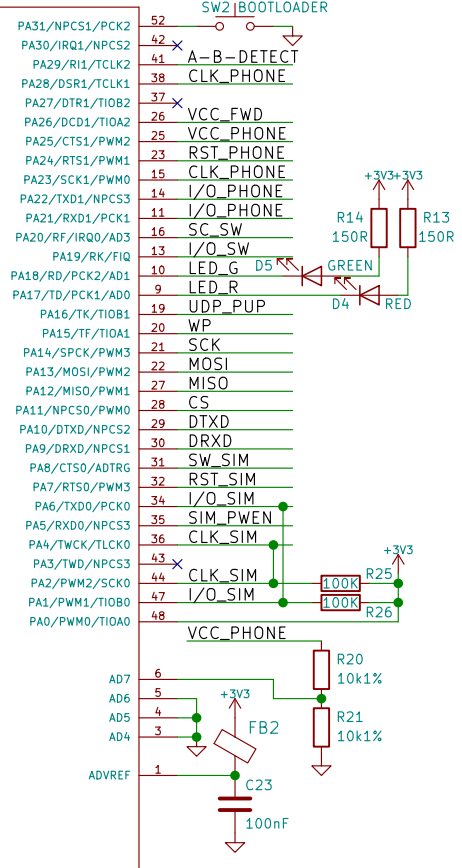 SW2 BOOTLOADER
PA31/NPCS1/PCK2 52
PA30/IRQ1/NPCS2 42
PA29/RI1/TCLK2 41 A-B-DETECT
PA28/DSR1/TCLK1 38 CLK_PHONE
PA27/DTR1/TIOB2 37
PA26/DCD1/TIOA2 26 VCC_FWD
PA25/CTS1/PWM2 25 VCC_PHONE
PA24/RTS1/PWM1 23 RST_PHONE
PA23/SCK1/PWM0 15 CLK_PHONE
+3V3 +3V3
PA22/TXD1/NPCS3 14 I/O_PHONE
PA21/RXD1/PCK1 11 I/O_PHONE
R14 R13
PA20/RF/IRQ0/AD3 16 SC_SW
150R 150R
PA19/RK/FIQ 13 I/O_SW
PA18/RD/PCK2/AD1 10 LED_G D5 GREEN
PA17/TD/PCK1/AD0 9 LED_R D4 RED
PA16/TK/TIOB1 19 UDP_PUP
PA15/TF/TIOA1 20 WP
PA14/SPCK/PWM3 21 SCK
PA13/MOSI/PWM2 22 MOSI
PA12/MISO/PWM1 27 MISO
PA11/NPCS0/PWM0 28 CS
PA10/DTXD/NPCS2 29 DTXD
PA9/DRXD/NPCS1 30 DRXD
PA8/CTS0/ADTRG 31 SW_SIM
PA7/RTS0/PWM3 32 RST_SIM
PA6/TXD0/PCK0 34 I/O_SIM
PA5/RXD0/NPCS3 35 SIM_PWEN
PA4/TWCK/TLCK0 36 CLK_SIM
+3V3
PA3/TWD/NPCS3 43
PA2/PWM2/SCK0 44 CLK_SIM 100K R25
PA1/PWM1/TIOB0 47 I/O_SIM 100K R26
PA0/PWM0/TIOA0 48
VCC_PHONE
R20
10k1%
AD7 6
AD6 5
+3V3
AD5 4
R21
FB2
AD4 3
10k1%
ADVREF 1
C23
100nF